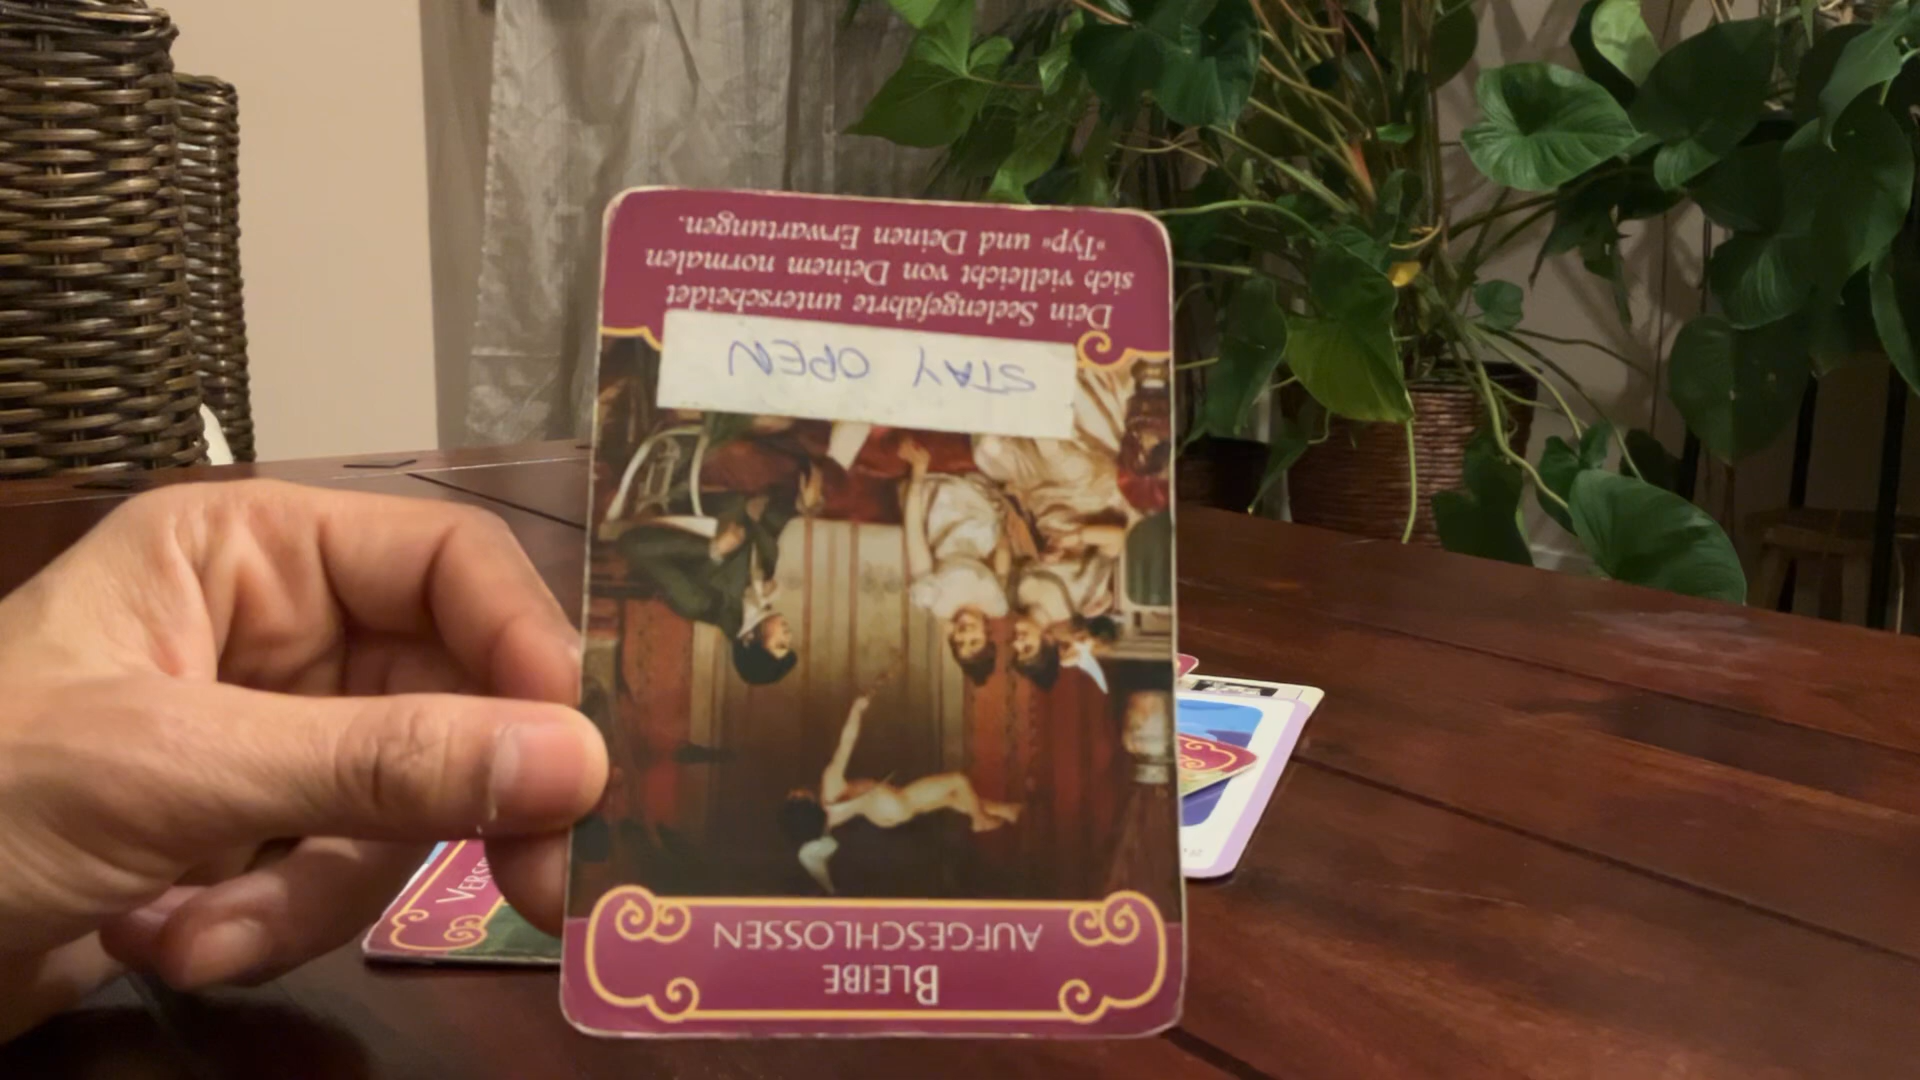 BLEIBE
AUFGESCHLOSSEN
STAY OPEN
Dein Seelengefährte unterscheidet
sich vielleicht von Deinem normalen
»Typ« und Deinen Erwartungen.